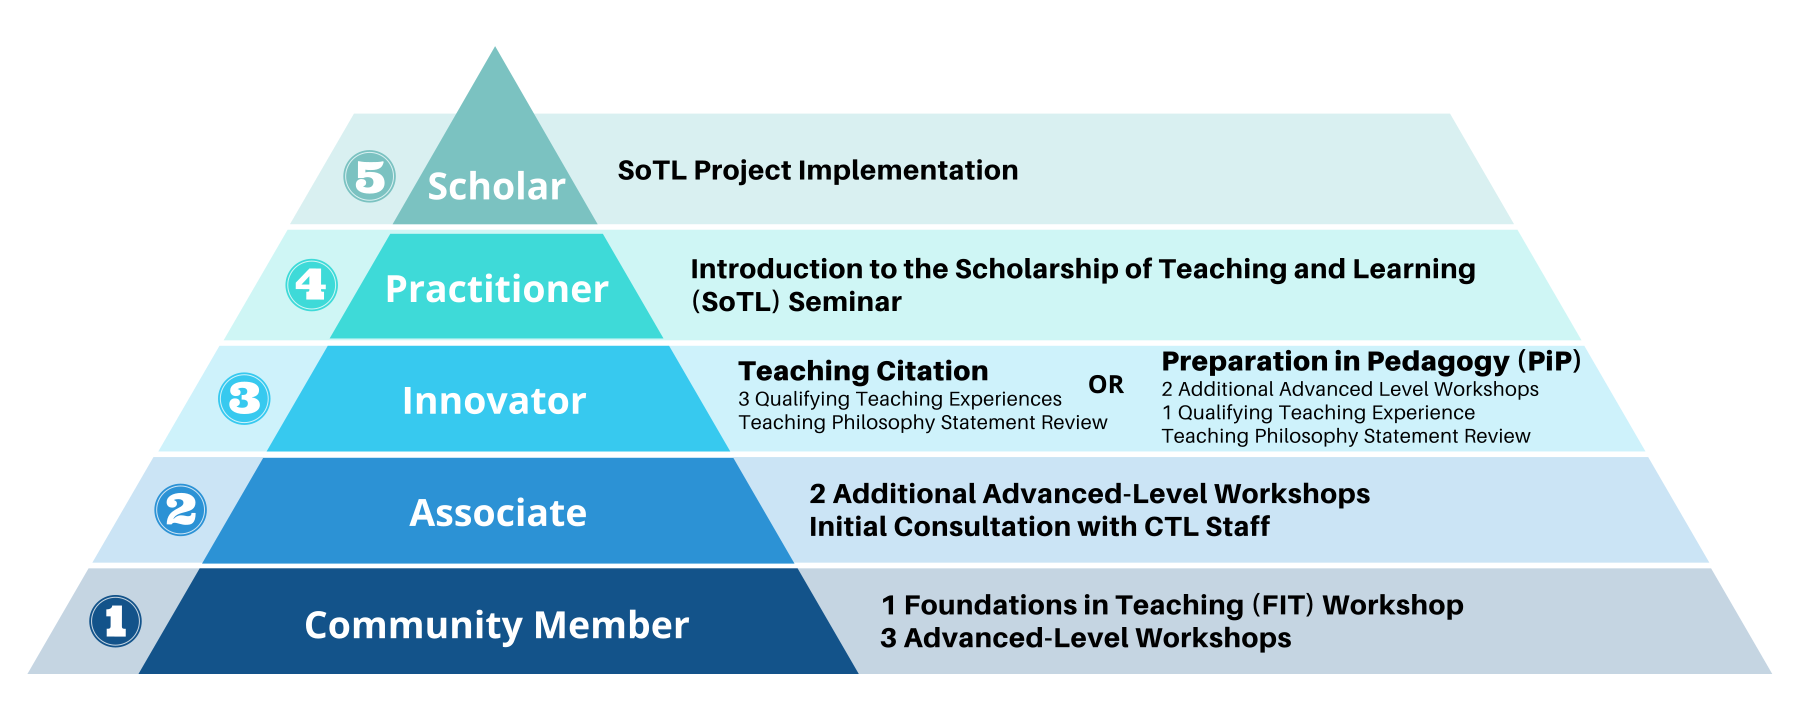 5
Scholar
SoTL Project Implementation
4
Practitioner
Introduction to the Scholarship of Teaching and Learning
(SoTL) Seminar
3
Innovator
Teaching Citation
3 Qualifying Teaching Experiences
Teaching Philosophy Statement Review
OR
Preparation in Pedagogy (PiP)
2 Additional Advanced Level Workshops
1 Qualifying Teaching Experience
Teaching Philosophy Statement Review
2
Associate
2 Additional Advanced-Level Workshops
Initial Consultation with CTL Staff
1
Community Member
1 Foundations in Teaching (FIT) Workshop
3 Advanced-Level Workshops